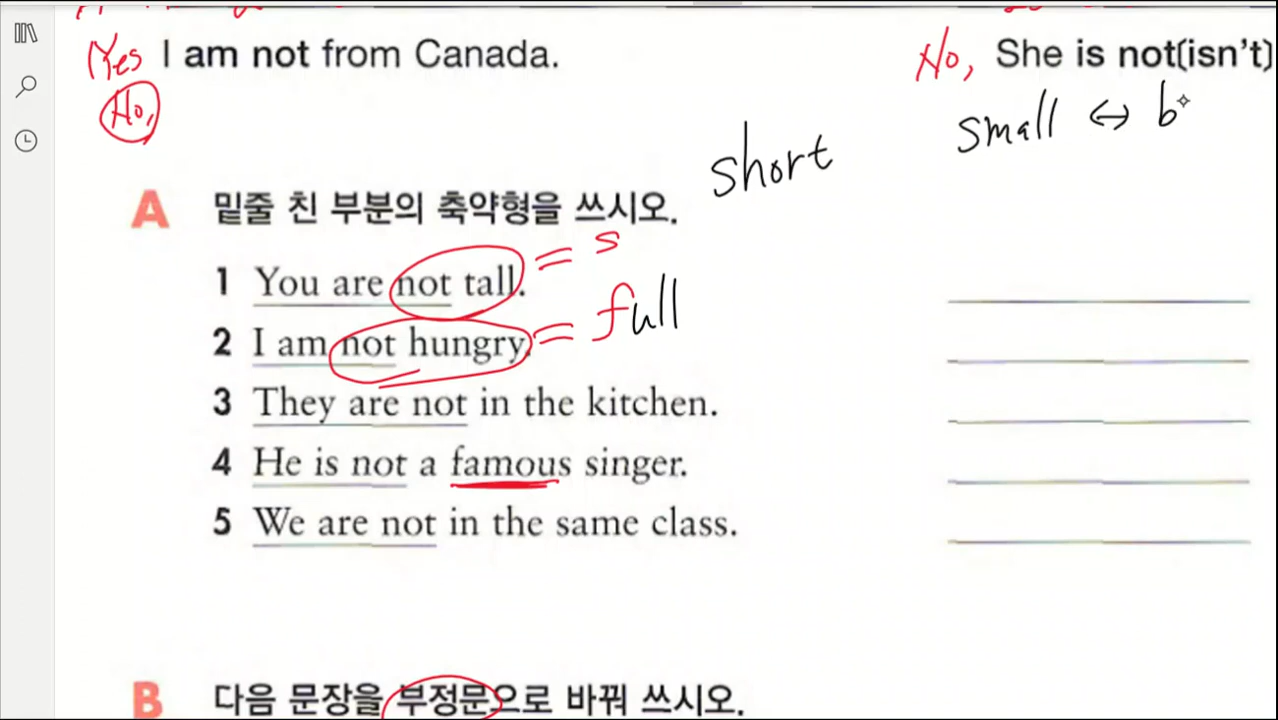 Yes I am not from Canada.
No, She is not(isn't)
No,
small ↔ b
short
A 밑줄 친 부분의 축약형을 쓰시오.
1 You are not tall. = s
2 I am not hungry. = full
3 They are not in the kitchen.
4 He is not a famous singer.
5 We are not in the same class.
B 다음 문장을 부정문으로 바꿔 쓰시오.